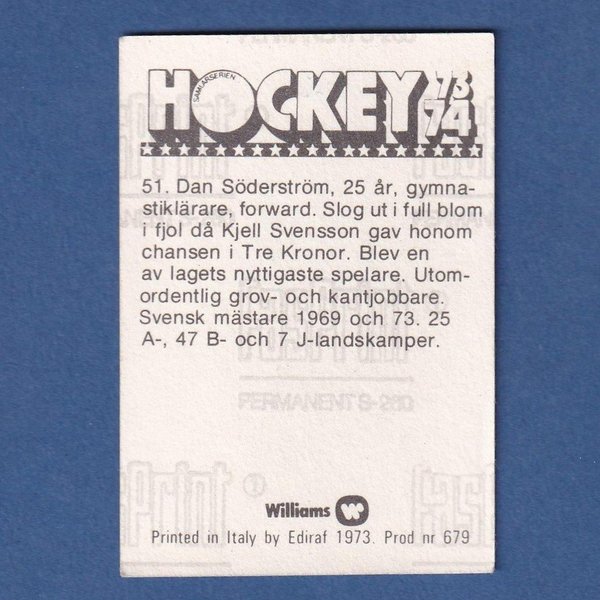 SAMLARSERIEN
HOCKEY 73
74
51. Dan Söderström, 25 år, gymna-
stiklärare, forward. Slog ut i full blom
i fjol då Kjell Svensson gav honom
chansen i Tre Kronor. Blev en
av lagets nyttigaste spelare. Utom-
ordentlig grov- och kantjobbare.
Svensk mästare 1969 och 73. 25
A-, 47 B- och 7 J-landskamper.
PERMANENT S-260
Williams
Printed in Italy by Ediraf 1973. Prod nr 679